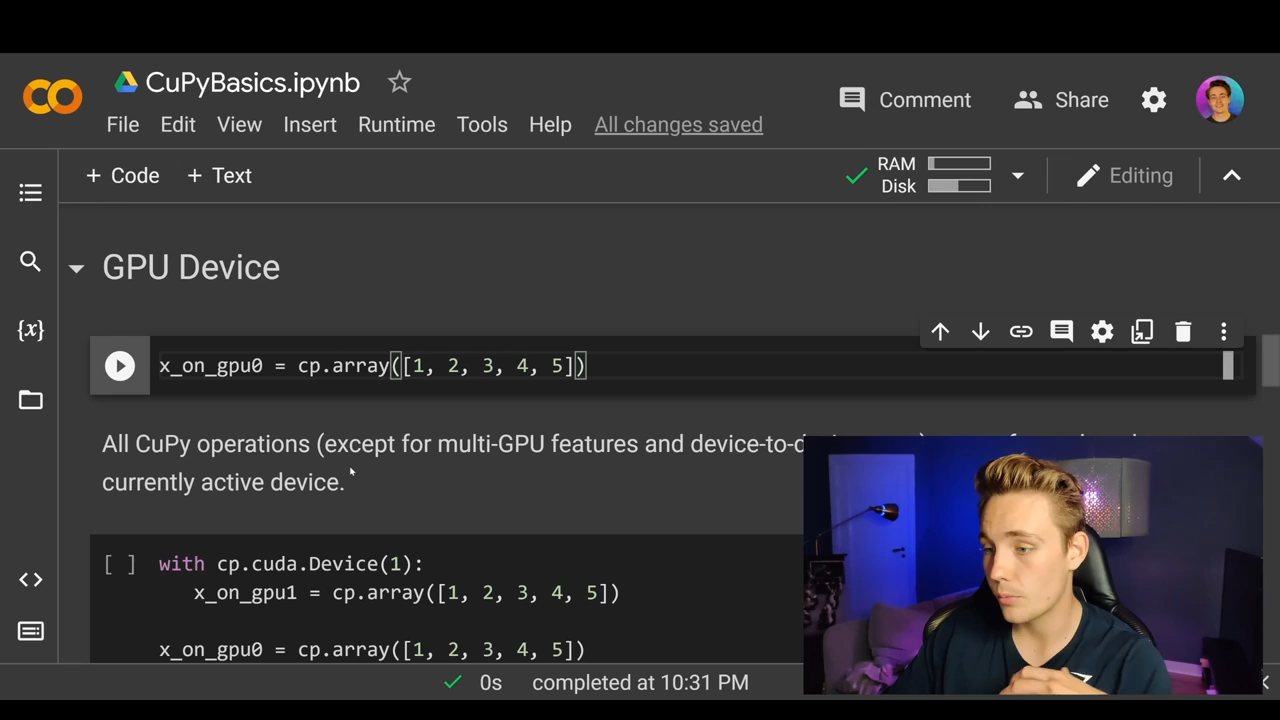 CuPyBasics.ipynb
Comment
Share
File Edit View Insert Runtime Tools Help All changes saved
+ Code + Text
RAM
Disk
Editing
GPU Device
{x}
x_on_gpu0 = cp.array([1, 2, 3, 4, 5])
All CuPy operations (except for multi-GPU features and
currently active device.
[ ] with cp.cuda.Device(1):
x_on_gpu1 = cp.array([1, 2, 3, 4, 5])
x_on_gpu0 = cp.array([1, 2, 3, 4, 5])
0s completed at 10:31 PM